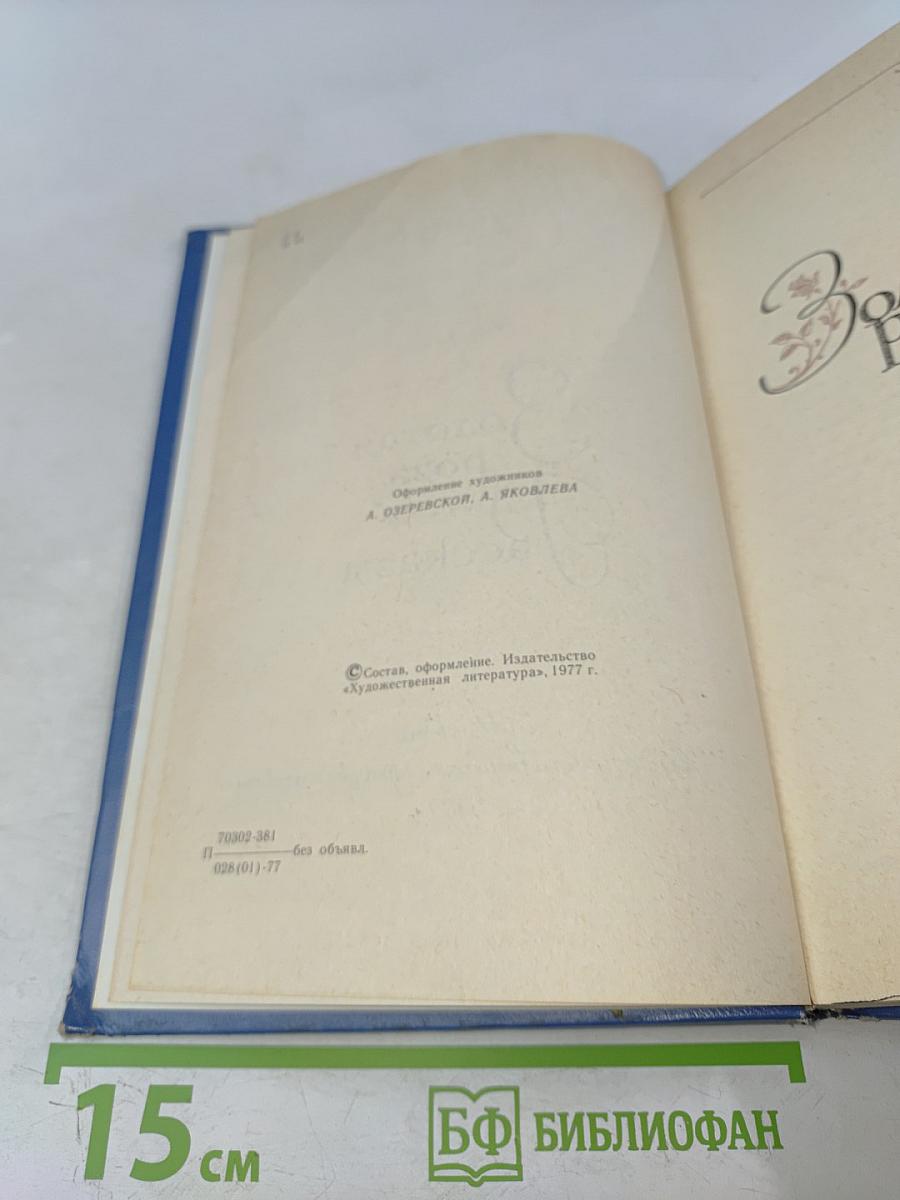 Оформление художников
А. ОЗЕРЕВСКОЙ, А. ЯКОВЛЕВА
©Состав, оформление. Издательство
«Художественная литература», 1977 г.
70302-381
П————без объявл.
028(01)-77
15 см
БФ БИБЛИОФАН